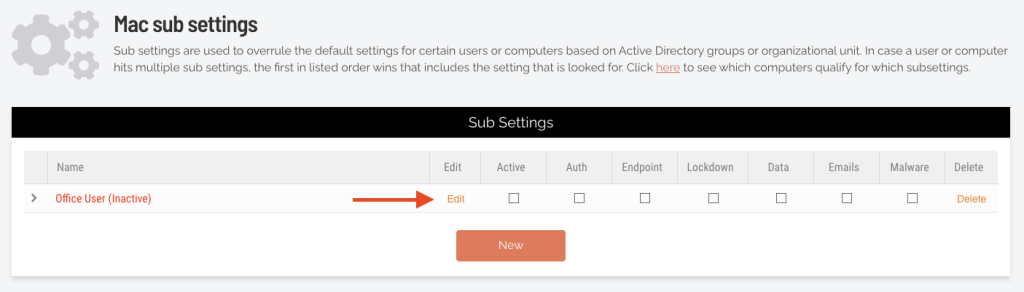 Mac sub settings
Sub settings are used to overrule the default settings for certain users or computers based on Active Directory groups or organizational unit. In case a user or computer
hits multiple sub settings, the first in listed order wins that includes the setting that is looked for. Click here to see which computers qualify for which subsettings.
Sub Settings
Name Edit Active Auth Endpoint Lockdown Data Emails Malware Delete
Office User (Inactive) Edit Delete
New